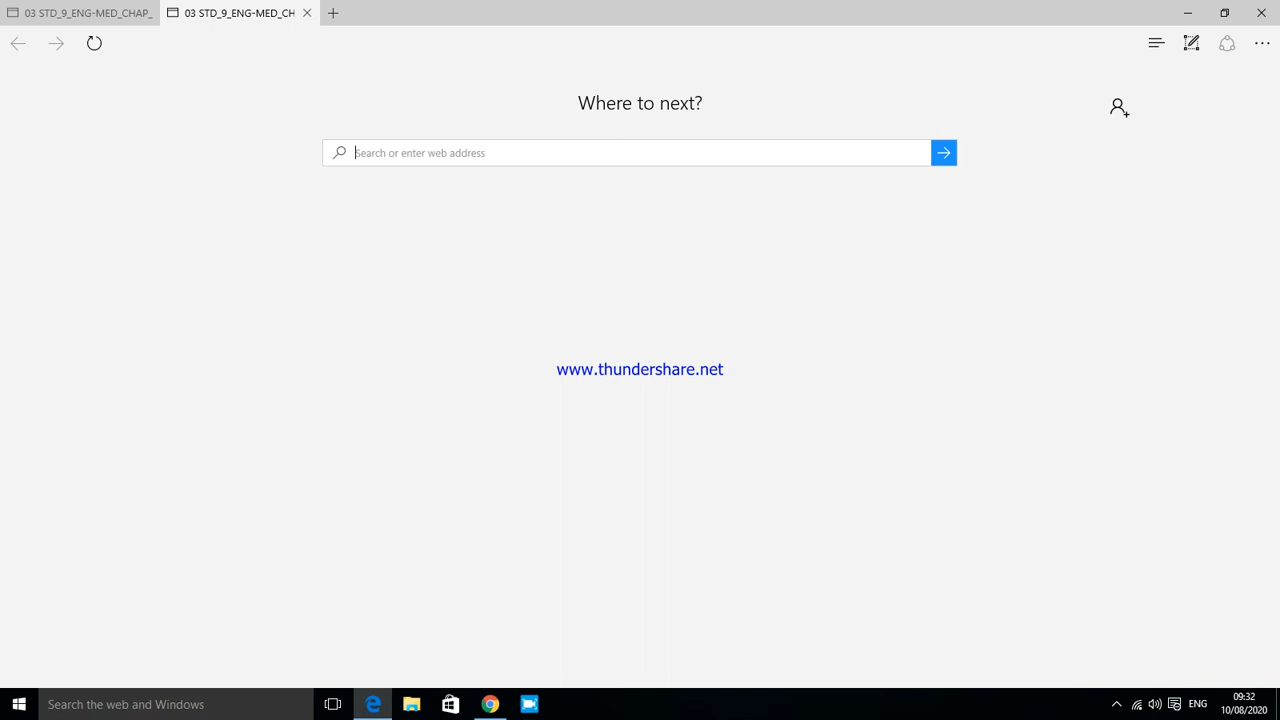 03 STD_9_ENG-MED_CHAP_
03 STD_9_ENG-MED_CH
Where to next?
Search or enter web address
www.thundershare.net
Search the web and Windows
ENG
09:32
10/08/2020